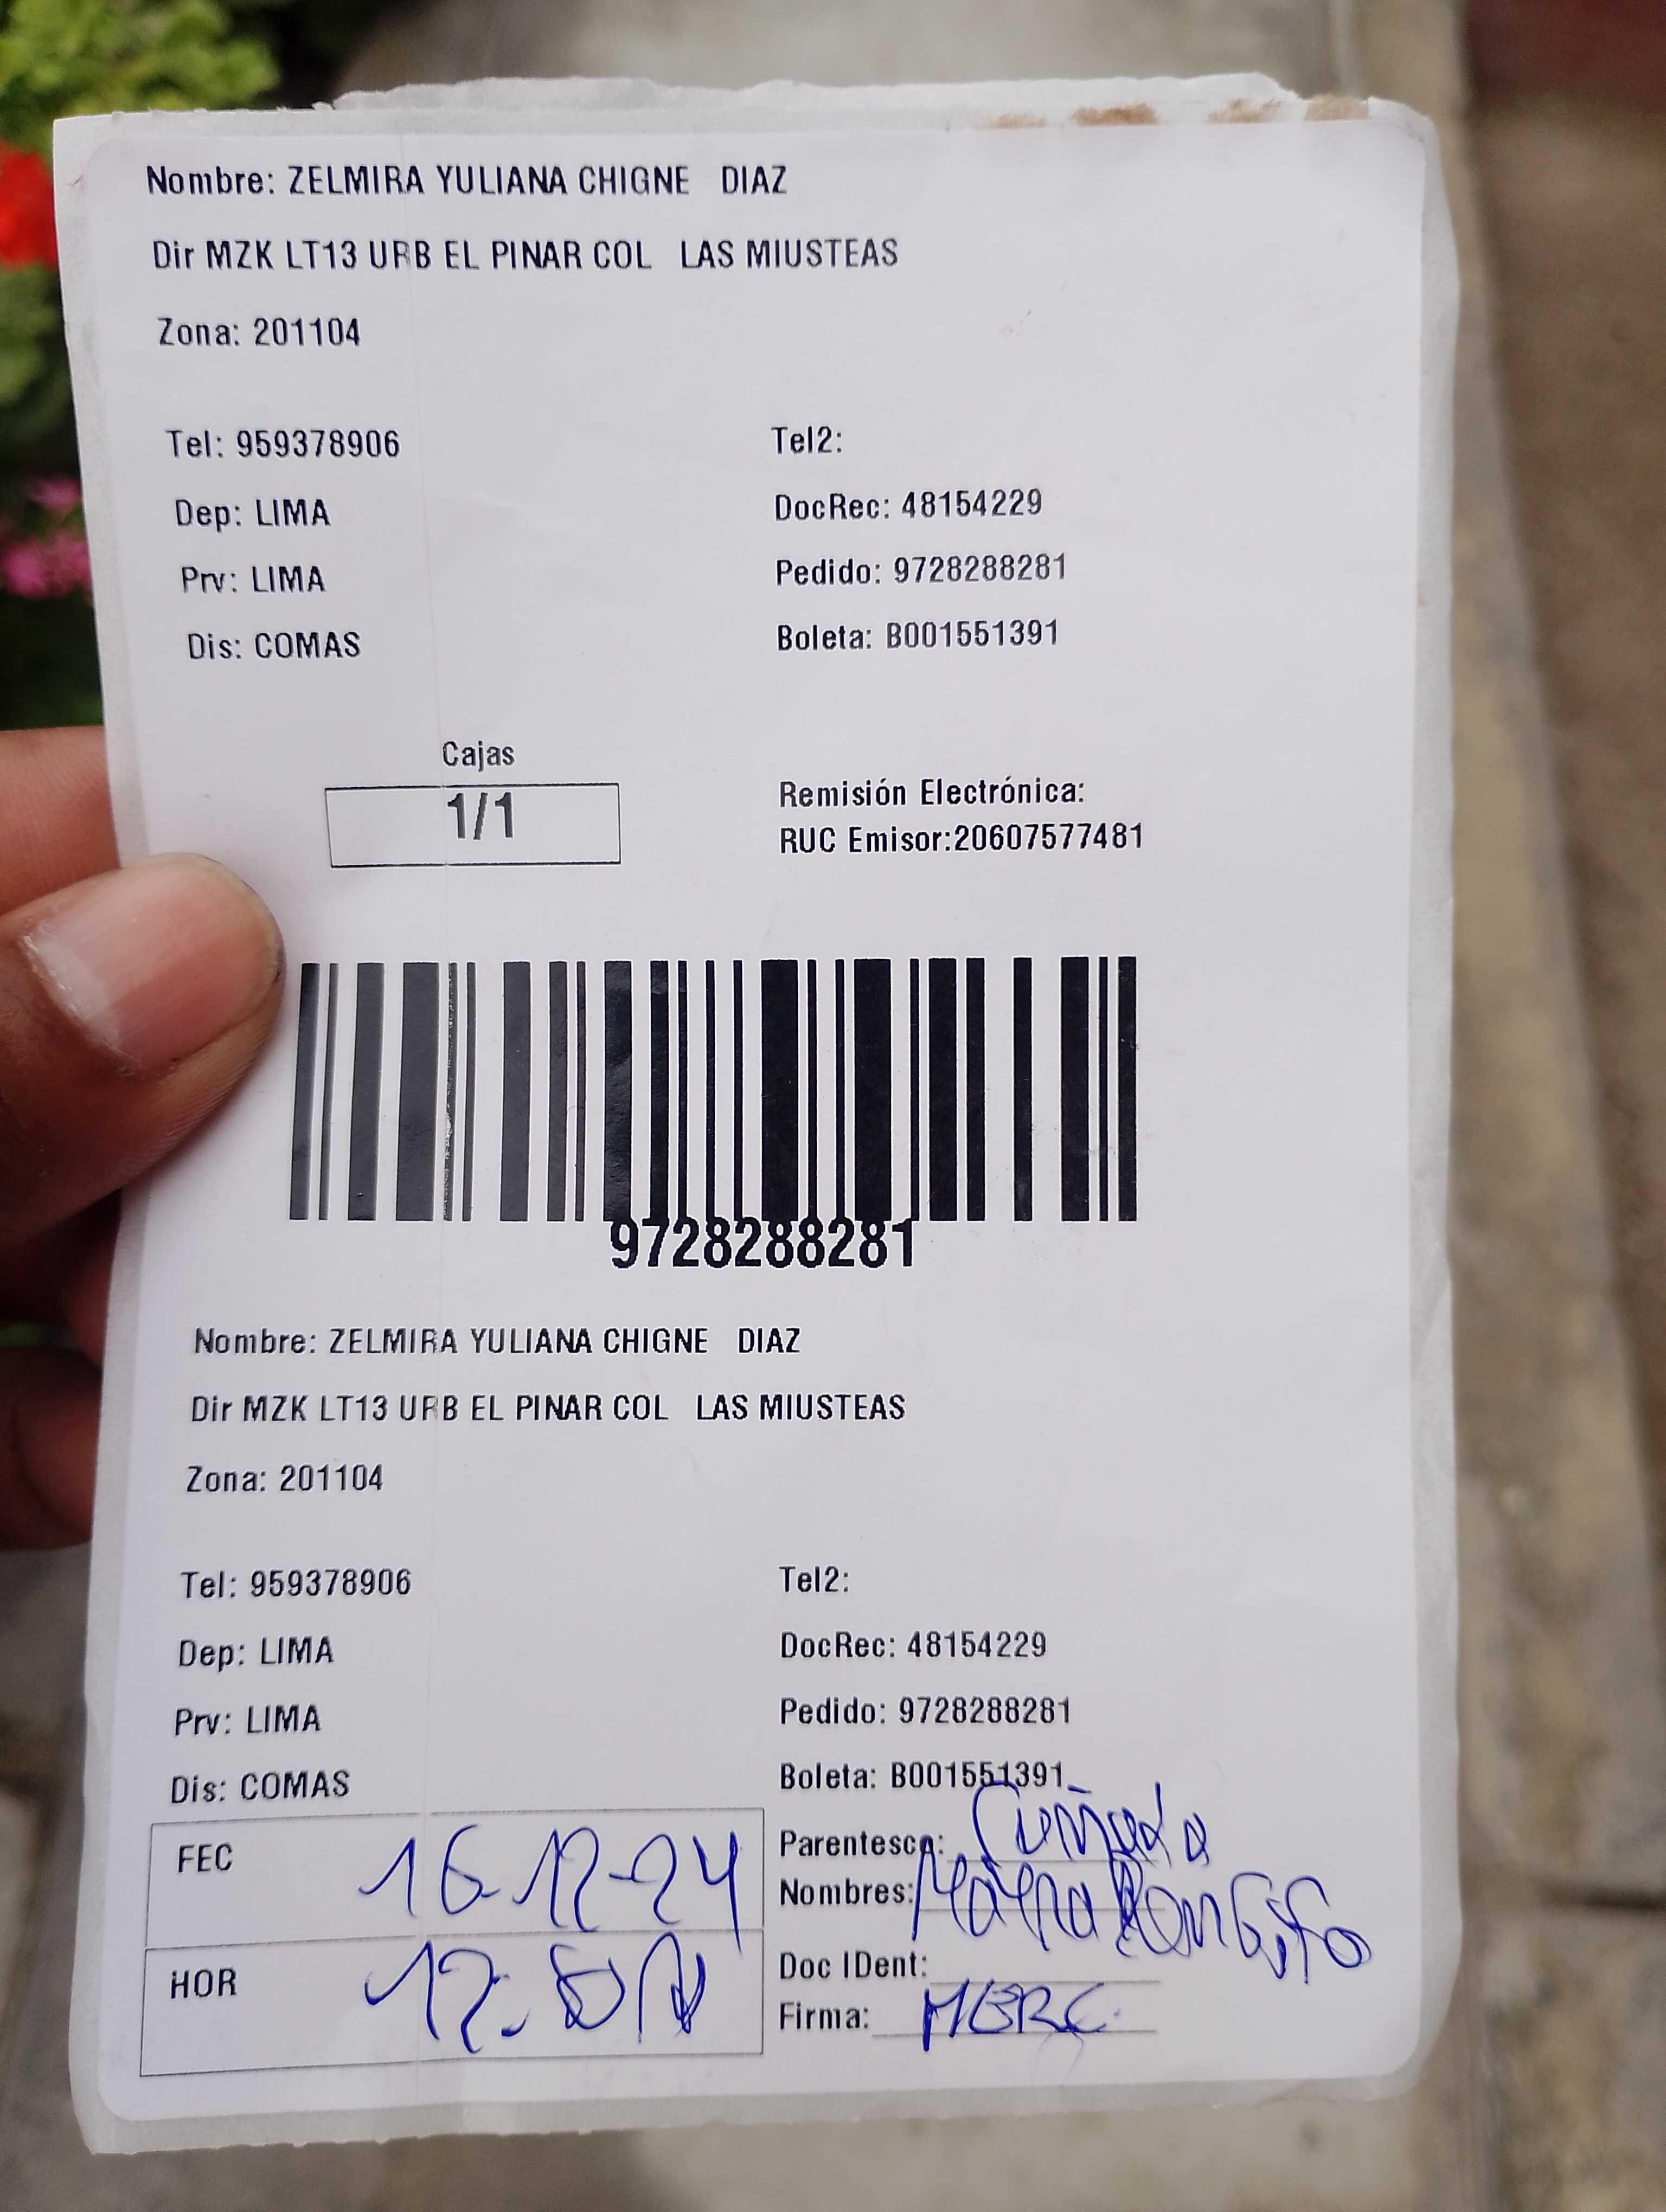 Nombre: ZELMIRA YULIANA CHIGNE DIAZ
Dir MZK LT13 URB EL PINAR COL LAS MIUSTEAS
Zona: 201104
Tel: 959378906 Tel2:
Dep: LIMA DocRec: 48154229
Prv: LIMA Pedido: 9728288281
Dis: COMAS Boleta: B001551391
Cajas
1/1
Remisión Electrónica:
RUC Emisor:20607577481
9728288281
Nombre: ZELMIRA YULIANA CHIGNE DIAZ
Dir MZK LT13 URB EL PINAR COL LAS MIUSTEAS
Zona: 201104
Tel: 959378906 Tel2:
Dep: LIMA DocRec: 48154229
Prv: LIMA Pedido: 9728288281
Dis: COMAS Boleta: B001551391
FEC 16-12-24
HOR
Parentesco: Cuñada
Nombres:
Doc IDent:
Firma: